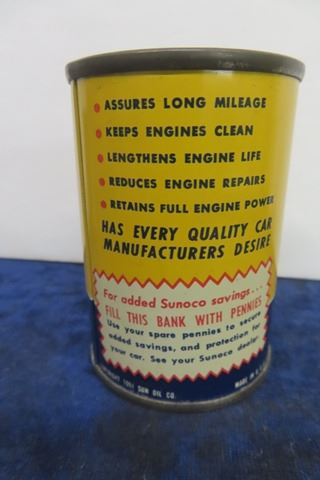 ASSURES LONG MILEAGE
KEEPS ENGINES CLEAN
LENGTHENS ENGINE LIFE
REDUCES ENGINE REPAIRS
RETAINS FULL ENGINE POWER
HAS EVERY QUALITY CAR
MANUFACTURERS DESIRE
For added Sunoco savings...
FILL THIS BANK WITH PENNIES
Use your spare pennies to secure
added savings, and protection for
your car. See your Sunoco dealer
SUN OIL CO.
MADE IN